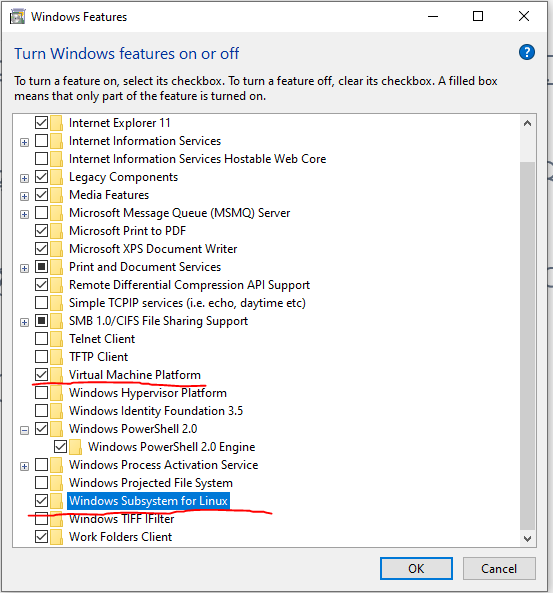 Windows Features
Turn Windows features on or off
To turn a feature on, select its checkbox. To turn a feature off, clear its checkbox. A filled box
means that only part of the feature is turned on.
Internet Explorer 11
Internet Information Services
Internet Information Services Hostable Web Core
Legacy Components
Media Features
Microsoft Message Queue (MSMQ) Server
Microsoft Print to PDF
Microsoft XPS Document Writer
Print and Document Services
Remote Differential Compression API Support
Simple TCPIP services (i.e. echo, daytime etc)
SMB 1.0/CIFS File Sharing Support
Telnet Client
TFTP Client
Virtual Machine Platform
Windows Hypervisor Platform
Windows Identity Foundation 3.5
Windows PowerShell 2.0
Windows PowerShell 2.0 Engine
Windows Process Activation Service
Windows Projected File System
Windows Subsystem for Linux
Windows TIFF IFilter
Work Folders Client
OK Cancel